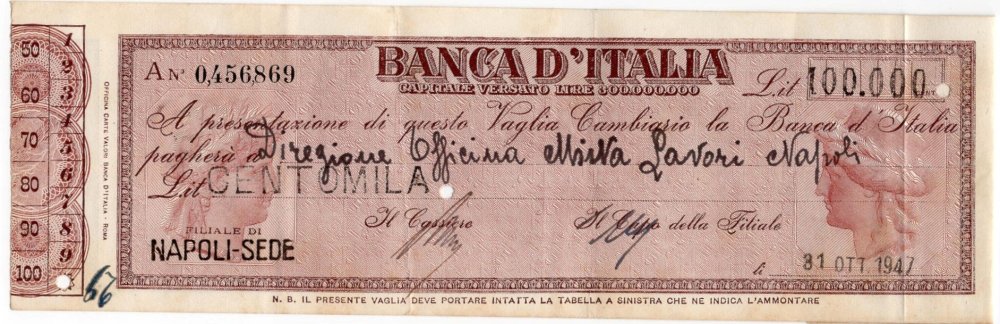 50
60
70
80
90
100
1
2
3
4
5
6
7
8
9
OFFICINA CARTE VALORI BANCA D'ITALIA - ROMA
BANCA D'ITALIA
CAPITALE VERSATO LIRE 300.000.000
A N° 0,456869
Lit 100.000
A presentazione di questo Vaglia Cambiario la Banca d'Italia
pagherà a Diregione Officina Mista Lavori Napoli
Lit CENTOMILA
Il Cassiere
Il Capo della Filiale
FILIALE DI
NAPOLI-SEDE
lì 31 OTT 1947
66
N. B. IL PRESENTE VAGLIA DEVE PORTARE INTATTA LA TABELLA A SINISTRA CHE NE INDICA L'AMMONTARE